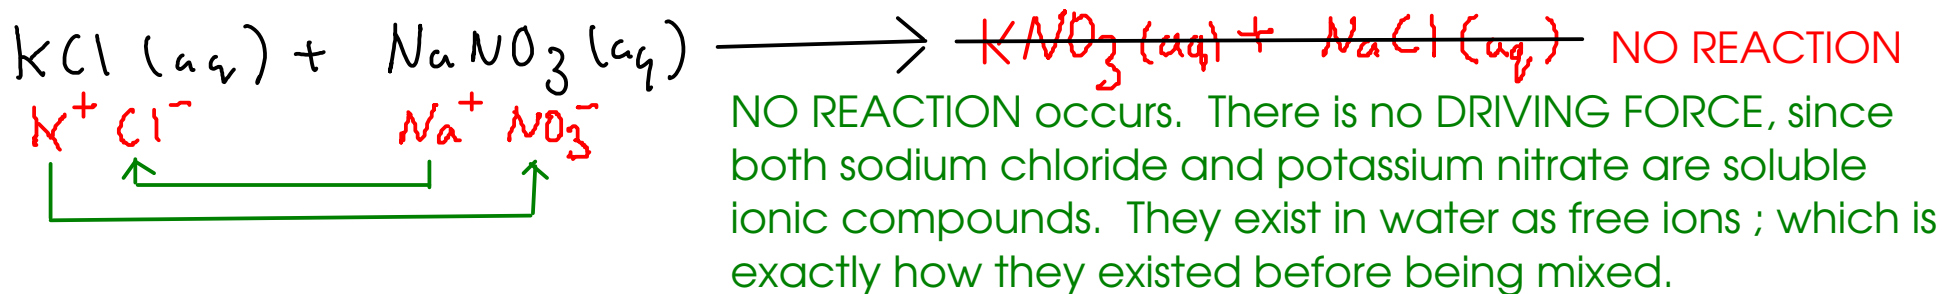 KCl (aq) + NaNO3 (aq) → KNO3 (aq) + NaCl (aq) NO REACTION
K+ Cl- Na+ NO3-
NO REACTION occurs. There is no DRIVING FORCE, since
both sodium chloride and potassium nitrate are soluble
ionic compounds. They exist in water as free ions ; which is
exactly how they existed before being mixed.